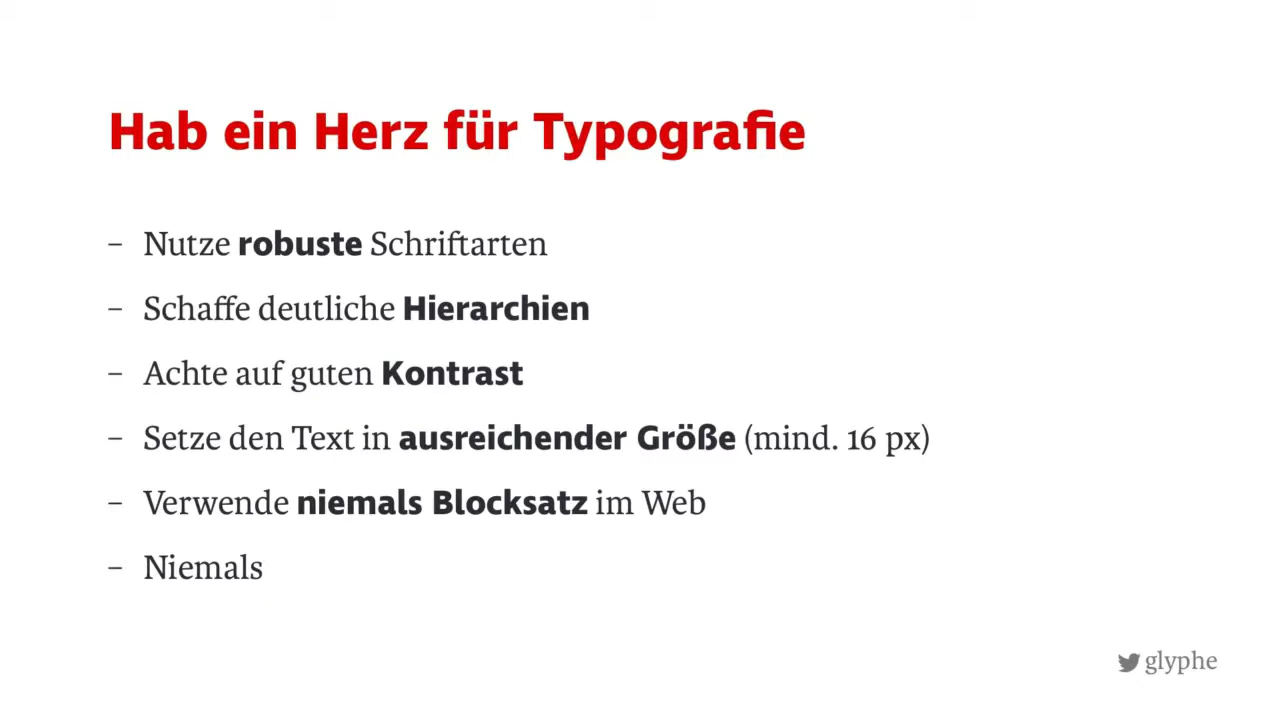 Hab ein Herz für Typografie
– Nutze robuste Schriftarten
– Schaffe deutliche Hierarchien
– Achte auf guten Kontrast
– Setze den Text in ausreichender Größe (mind. 16 px)
– Verwende niemals Blocksatz im Web
– Niemals
glyphe